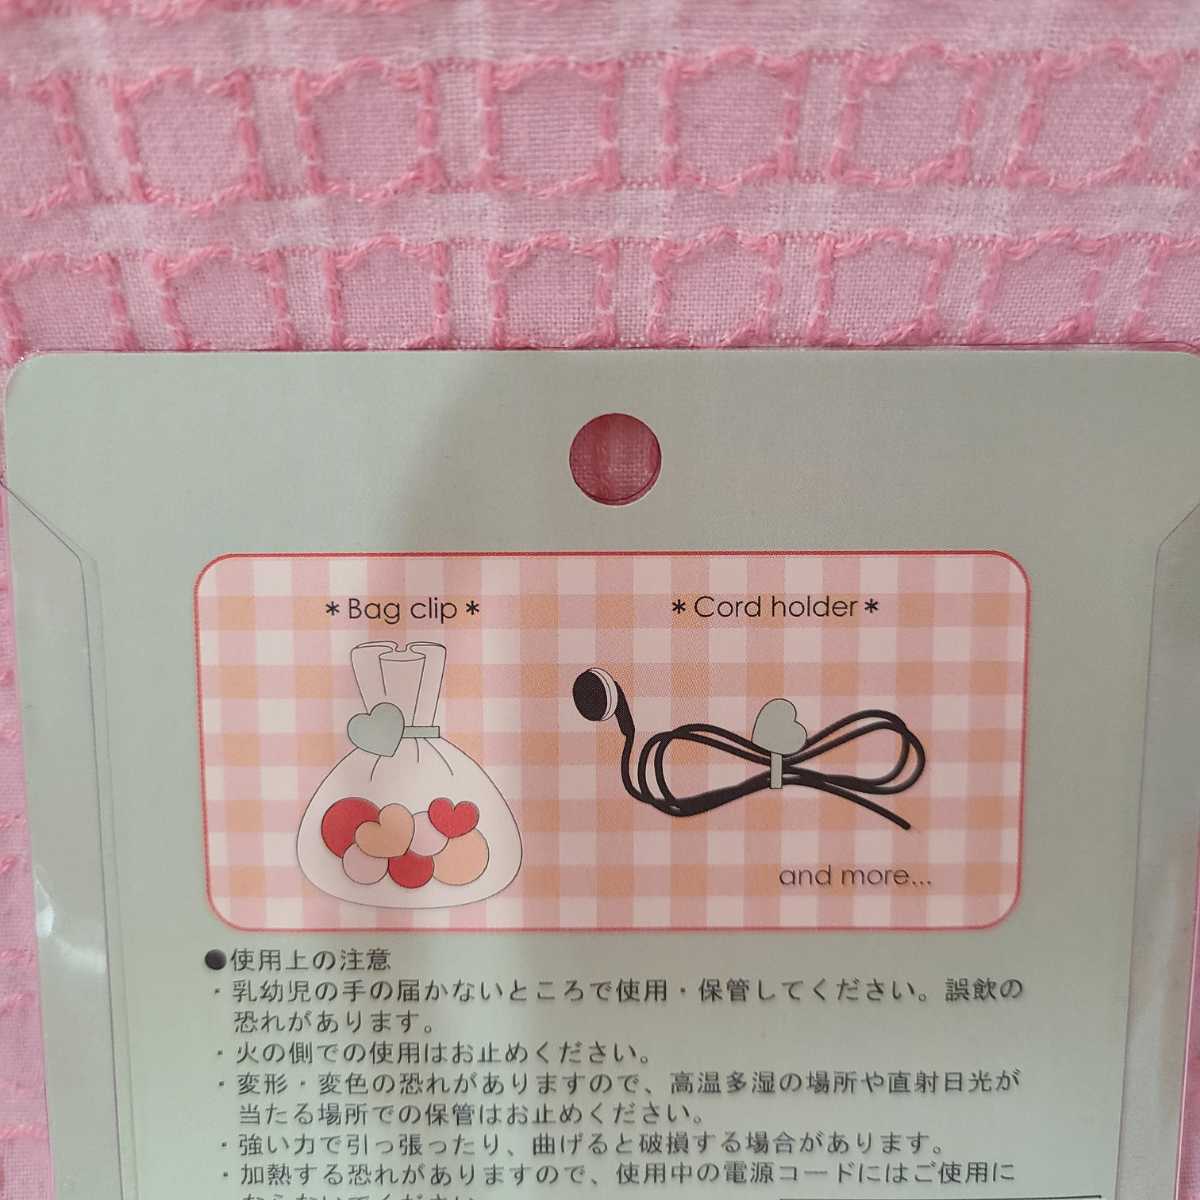 *Bag clip*
*Cord holder*
and more...
●使用上の注意
・乳幼児の手の届かないところで使用・保管してください。誤飲の
恐れがあります。
・火の側での使用はお止めください。
・変形・変色の恐れがありますので、高温多湿の場所や直射日光が
当たる場所での保管はお止めください。
・強い力で引っ張ったり、曲げると破損する場合があります。
・加熱する恐れがありますので、使用中の電源コードにはご使用に